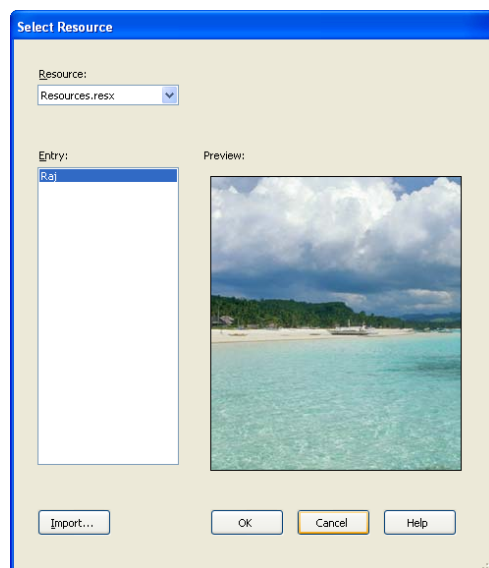 Select Resource
Resource:
Resources.resx
Entry:
Preview:
Raj
Import...
OK
Cancel
Help